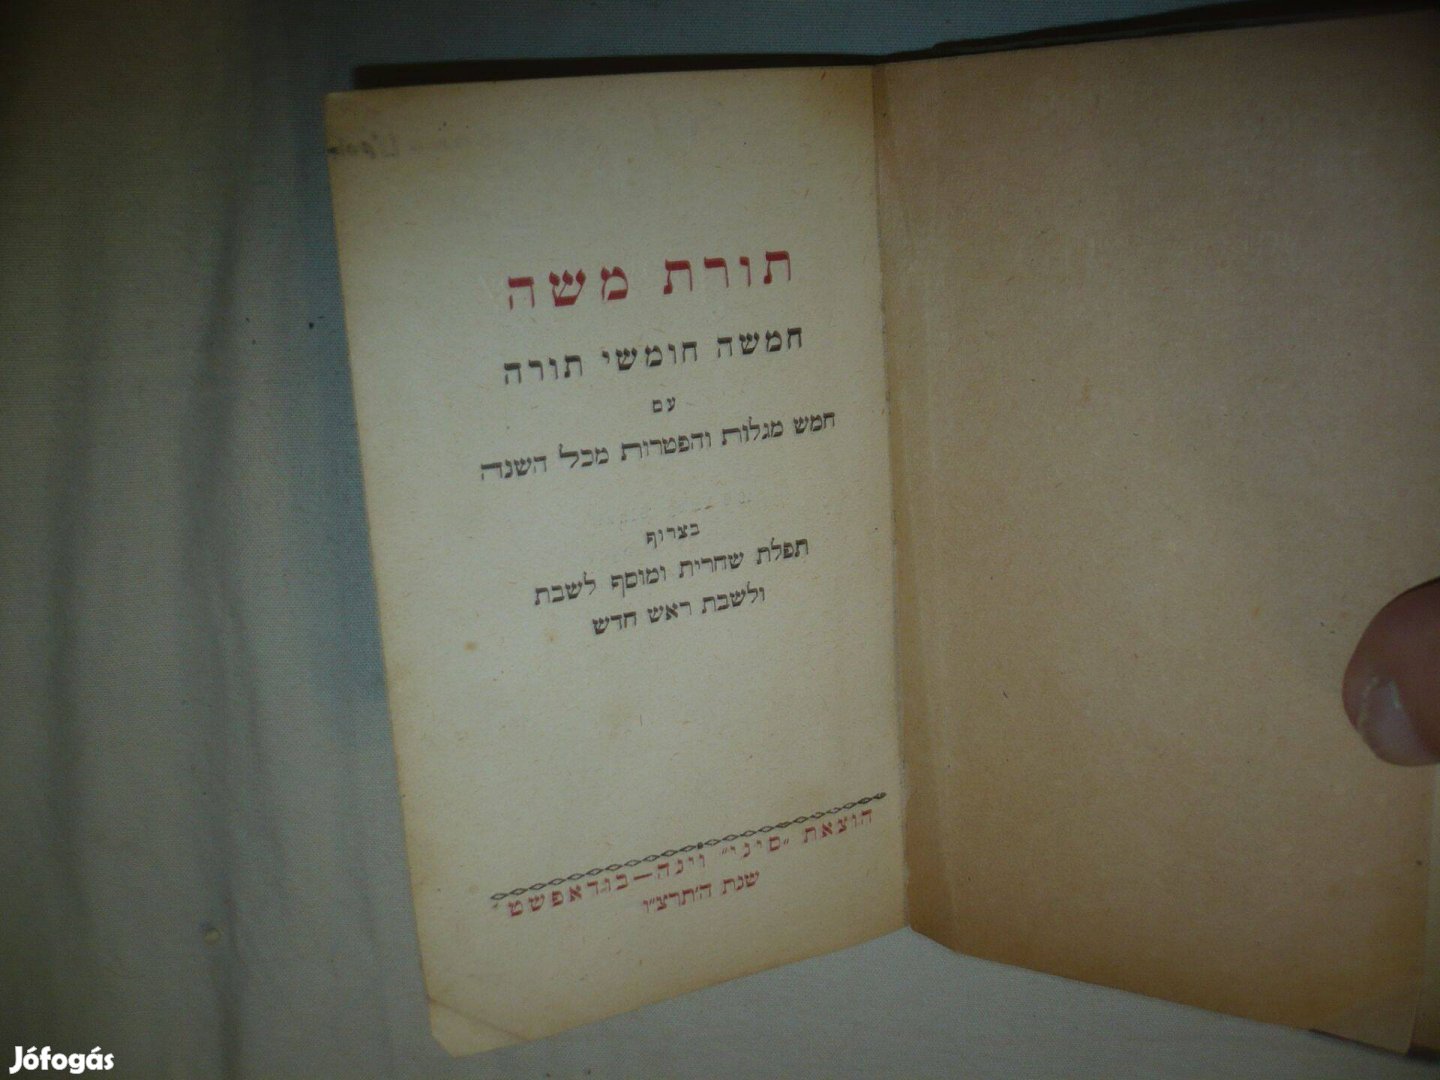 תורת משה
חמשה חומשי תורה
עם
חמש מגלות והפטרות מכל השנה
בצרוף
תפלת שחרית ומוסף לשבת
ולשבת ראש חדש
הוצאת „סיני" וינה—בודאפשט
שנת ה'תרצ"ו
Jófogás